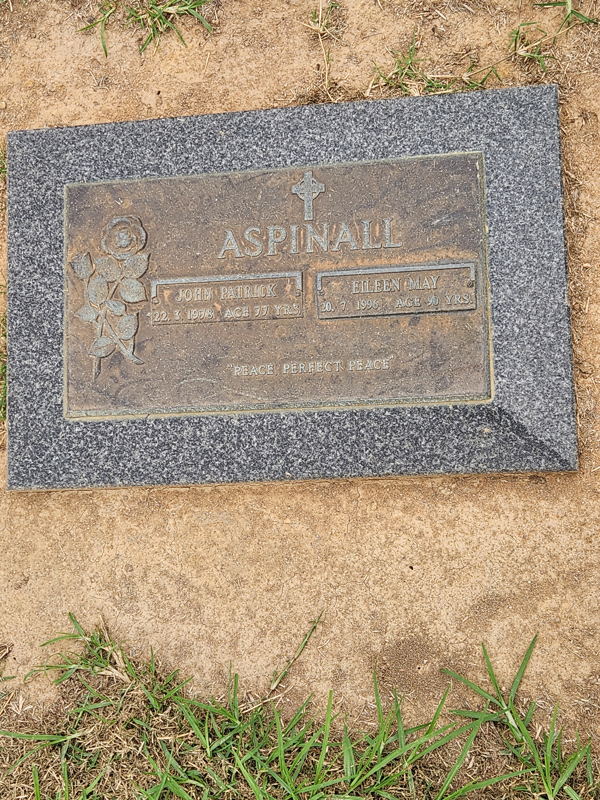 ASPINALL
JOHN PATRICK
22. 3. 1978 AGE 77 YRS.
EILEEN MAY
20. 7. 1996 AGE 90 YRS.
"PEACE PERFECT PEACE"